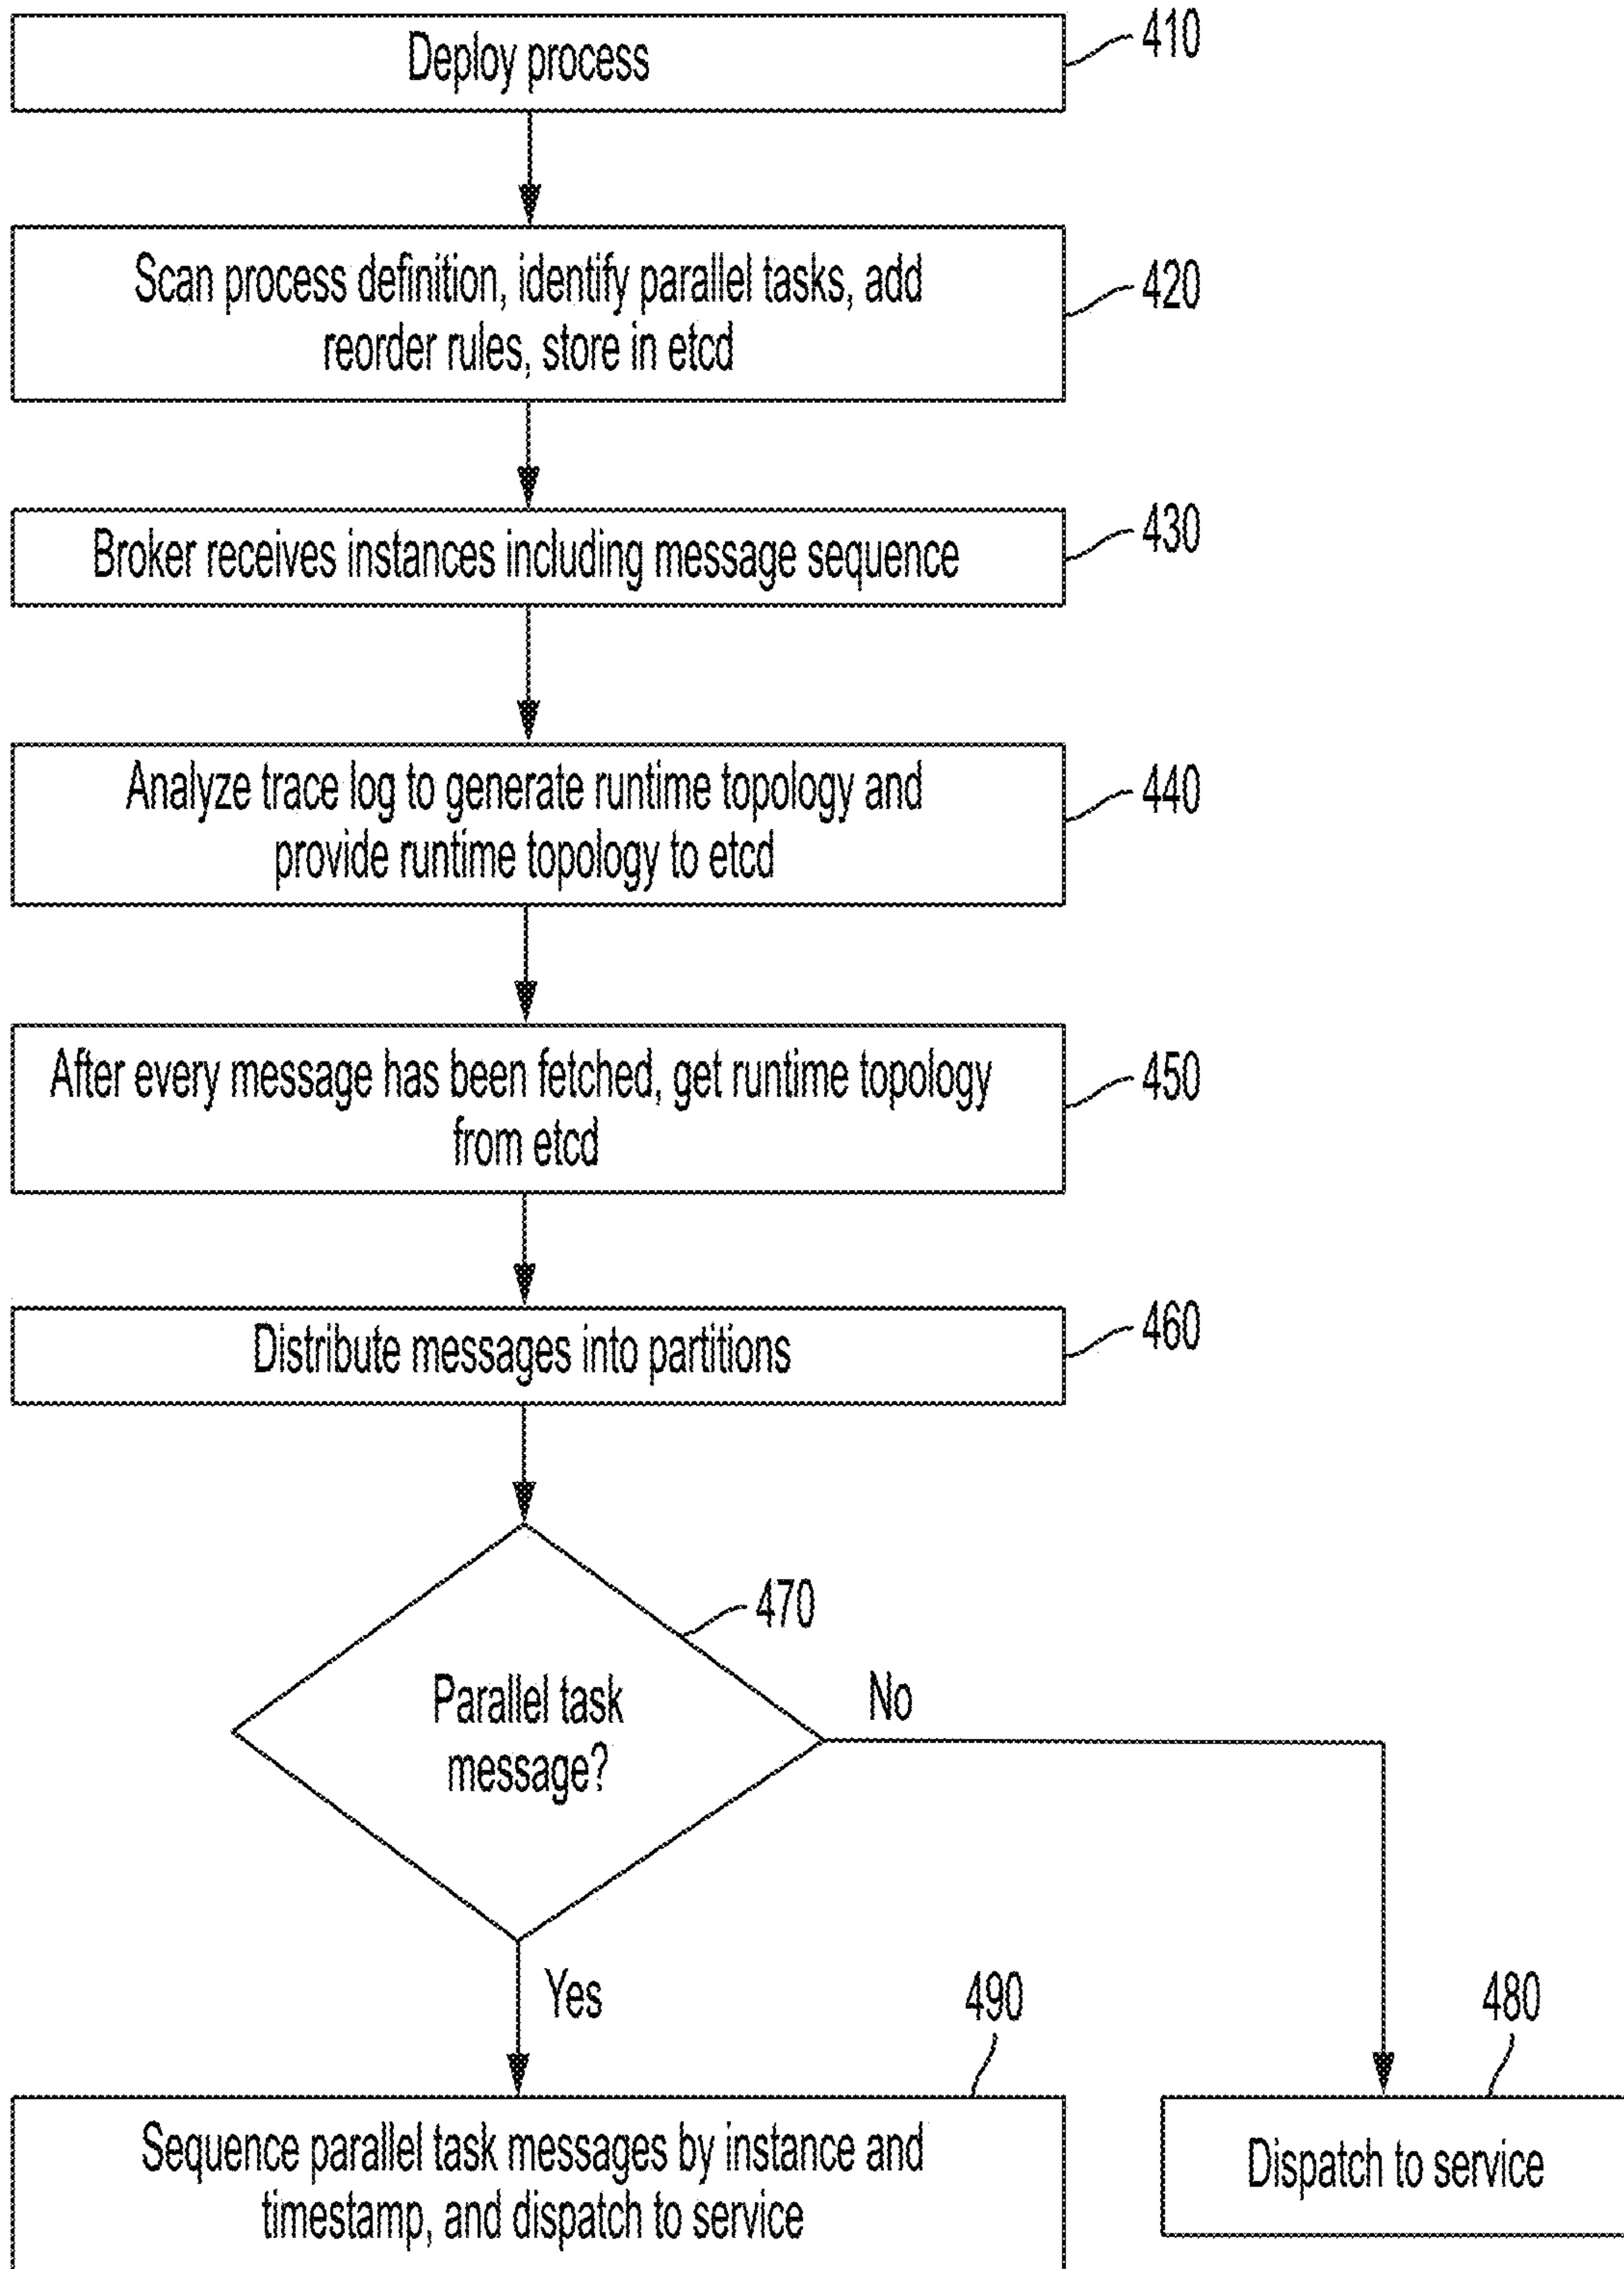 Deploy process
410
Scan process definition, identify parallel tasks, add
reorder rules, store in etcd
420
Broker receives instances including message sequence
430
Analyze trace log to generate runtime topology and
provide runtime topology to etcd
440
After every message has been fetched, get runtime topology
from etcd
450
Distribute messages into partitions
460
470
Parallel task
message?
No
Yes
490
480
Sequence parallel task messages by instance and
timestamp, and dispatch to service
Dispatch to service